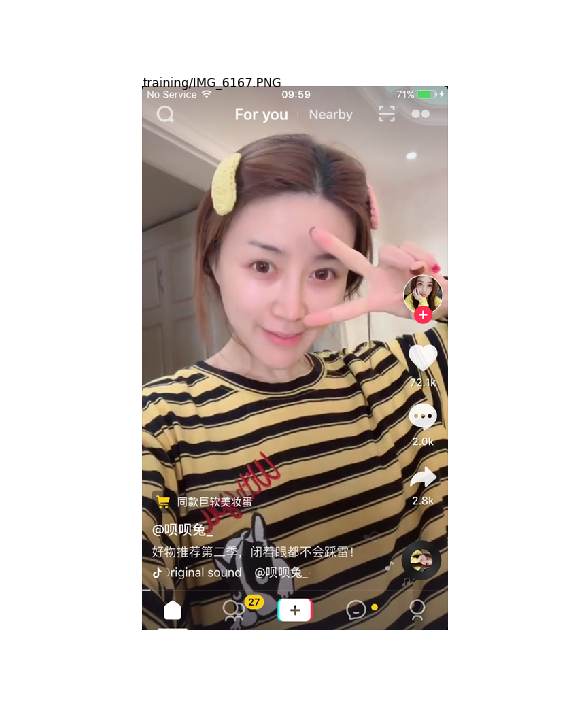 training/IMG_6167.PNG
No Service 09:59 71%
For you Nearby
72.1k
2.0k
2.8k
同款巨软美妆蛋
@呗呗兔_
好物推荐第二季，闭着眼都不会踩雷！
riginal sound @呗呗兔_
27